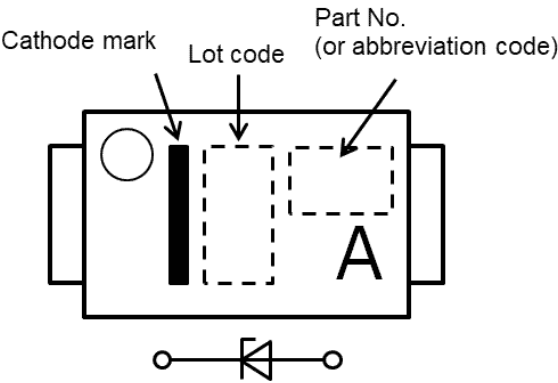 Cathode mark
Lot code
Part No.
(or abbreviation code)
A